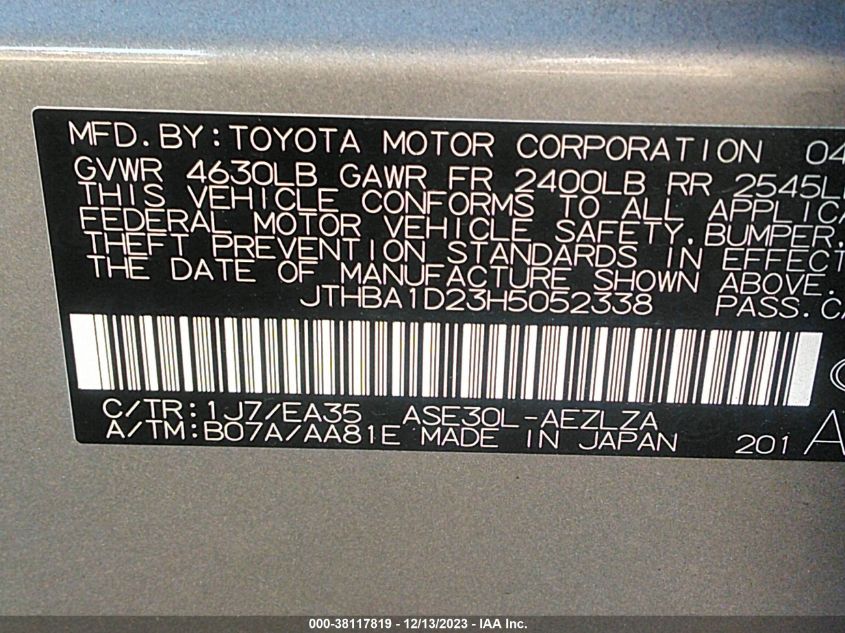 MFD.BY:TOYOTA MOTOR CORPORATION 04
GVWR 4630LB GAWR FR 2400LB RR 2545L
THIS VEHICLE CONFORMS TO ALL APPLICA
FEDERAL MOTOR VEHICLE SAFETY,BUMPER,
THEFT PREVENTION STANDARDS IN EFFECT
THE DATE OF MANUFACTURE SHOWN ABOVE.
JTHBA1D23H5052338 PASS.CA
C/TR:1J7/EA35 ASE30L-AEZLZA
A/TM:B07A/AA81E MADE IN JAPAN 201
000-38117819 - 12/13/2023 - IAA Inc.